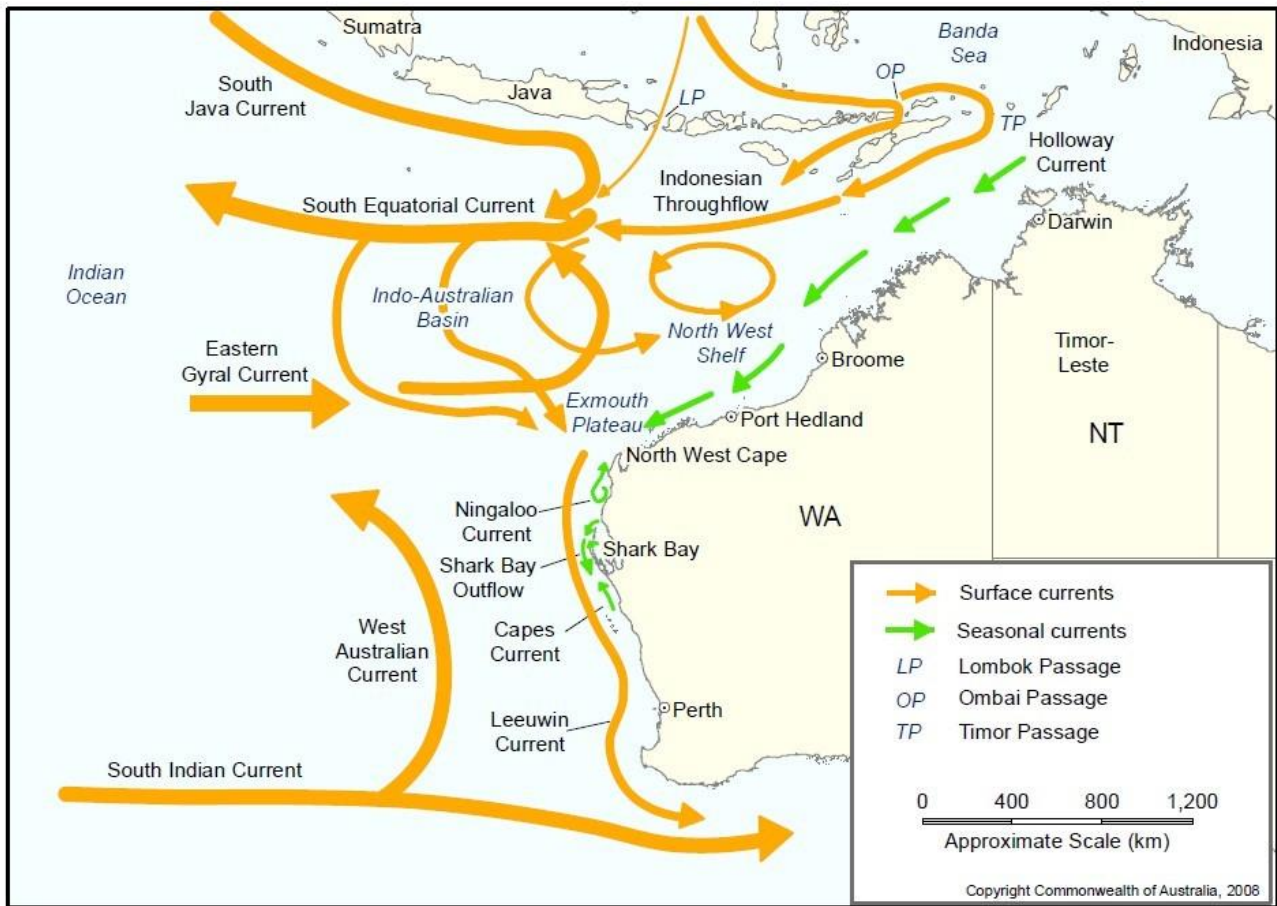 Sumatra
Banda
Sea
Indonesia
South
Java Current
Java
LP
OP
TP
Holloway
Current
Indonesian
Throughflow
South Equatorial Current
Darwin
Indian
Ocean
Indo-Australian
Basin
North West
Shelf
Eastern
Gyral Current
Broome
Timor-
Leste
Exmouth
Plateau
Port Hedland
NT
North West Cape
Ningaloo
Current
WA
Shark Bay
Shark Bay
Outflow
Capes
Current
West
Australian
Current
Leeuwin
Current
Perth
South Indian Current
Surface currents
Seasonal currents
LP Lombok Passage
OP Ombai Passage
TP Timor Passage
0 400 800 1,200
Approximate Scale (km)
Copyright Commonwealth of Australia, 2008